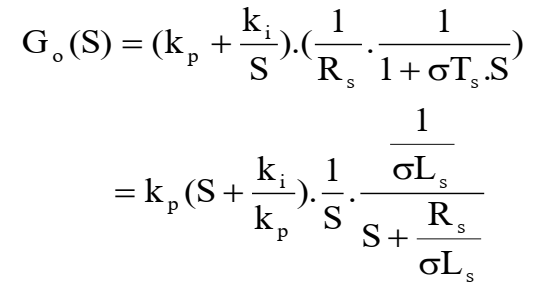 G_o(S) = (k_p + k_i/S).(1/R_s . 1/(1 + σT_s.S))
= k_p(S + k_i/k_p).1/S.(1/σL_s)/(S + R_s/σL_s)